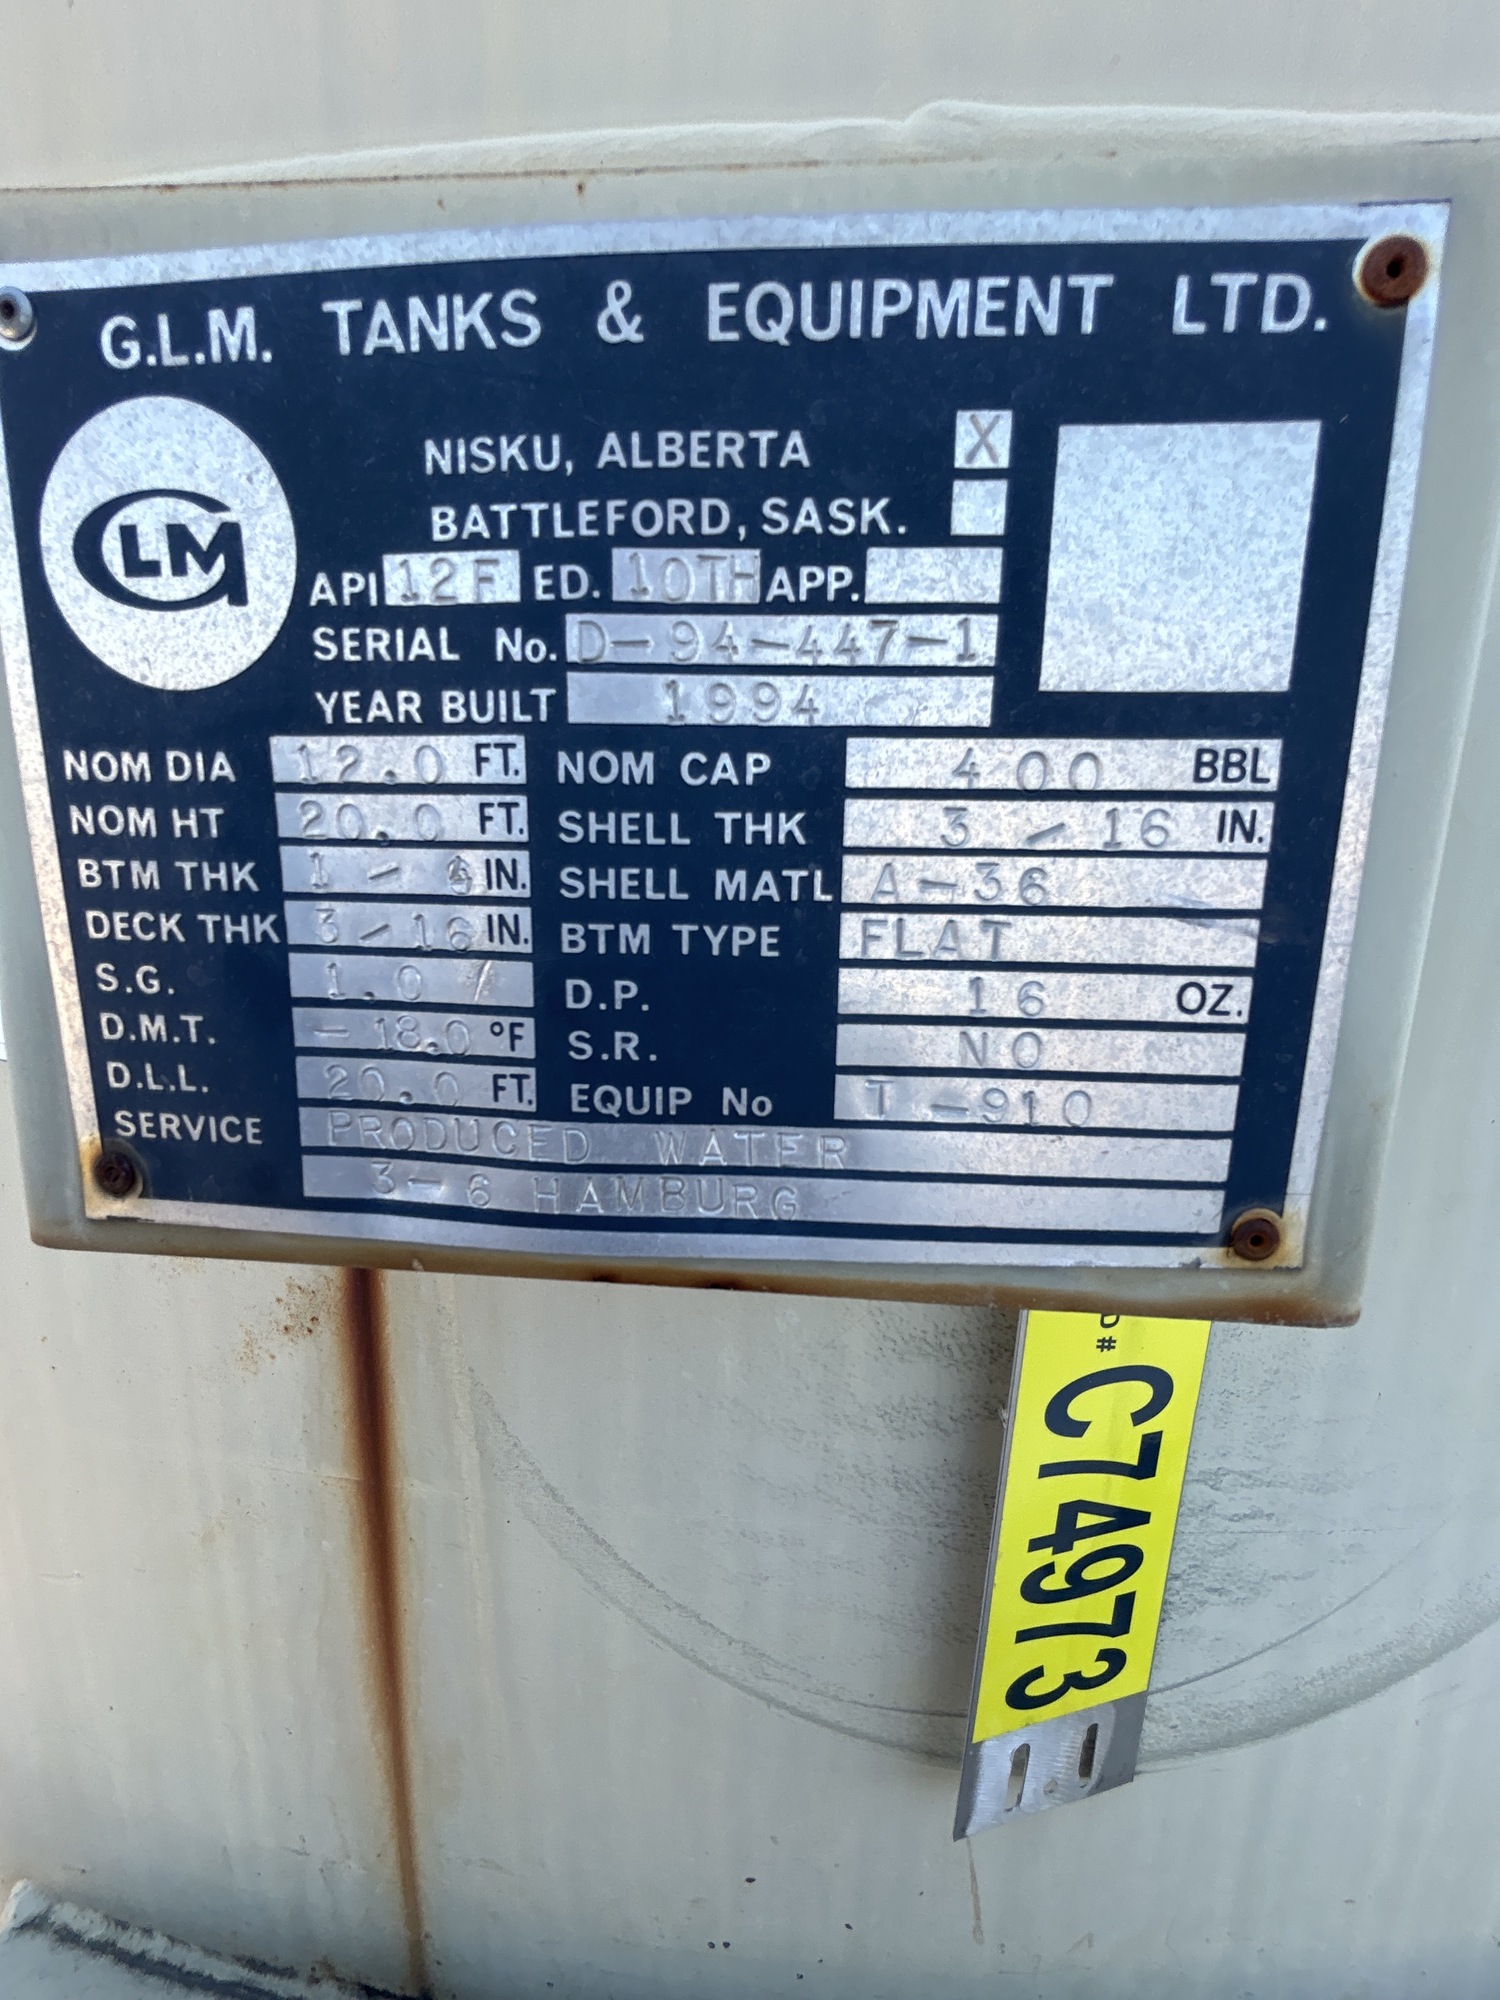 G.L.M. TANKS & EQUIPMENT LTD.
NISKU, ALBERTA X
BATTLEFORD, SASK.
GLM
API 12F ED. 10TH APP.
SERIAL No. D-94-447-1
YEAR BUILT 1994
NOM DIA 12.0 FT. NOM CAP 400 BBL
NOM HT 20.0 FT. SHELL THK 3-16 IN.
BTM THK 1-4 IN. SHELL MATL A-36
DECK THK 3-16 IN. BTM TYPE FLAT
S.G. 1.0 D.P. 16 OZ.
D.M.T. -18.0 °F S.R. NO
D.L.L. 20.0 FT. EQUIP No T-910
SERVICE PRODUCED WATER
3-6 HAMBURG
# C74973